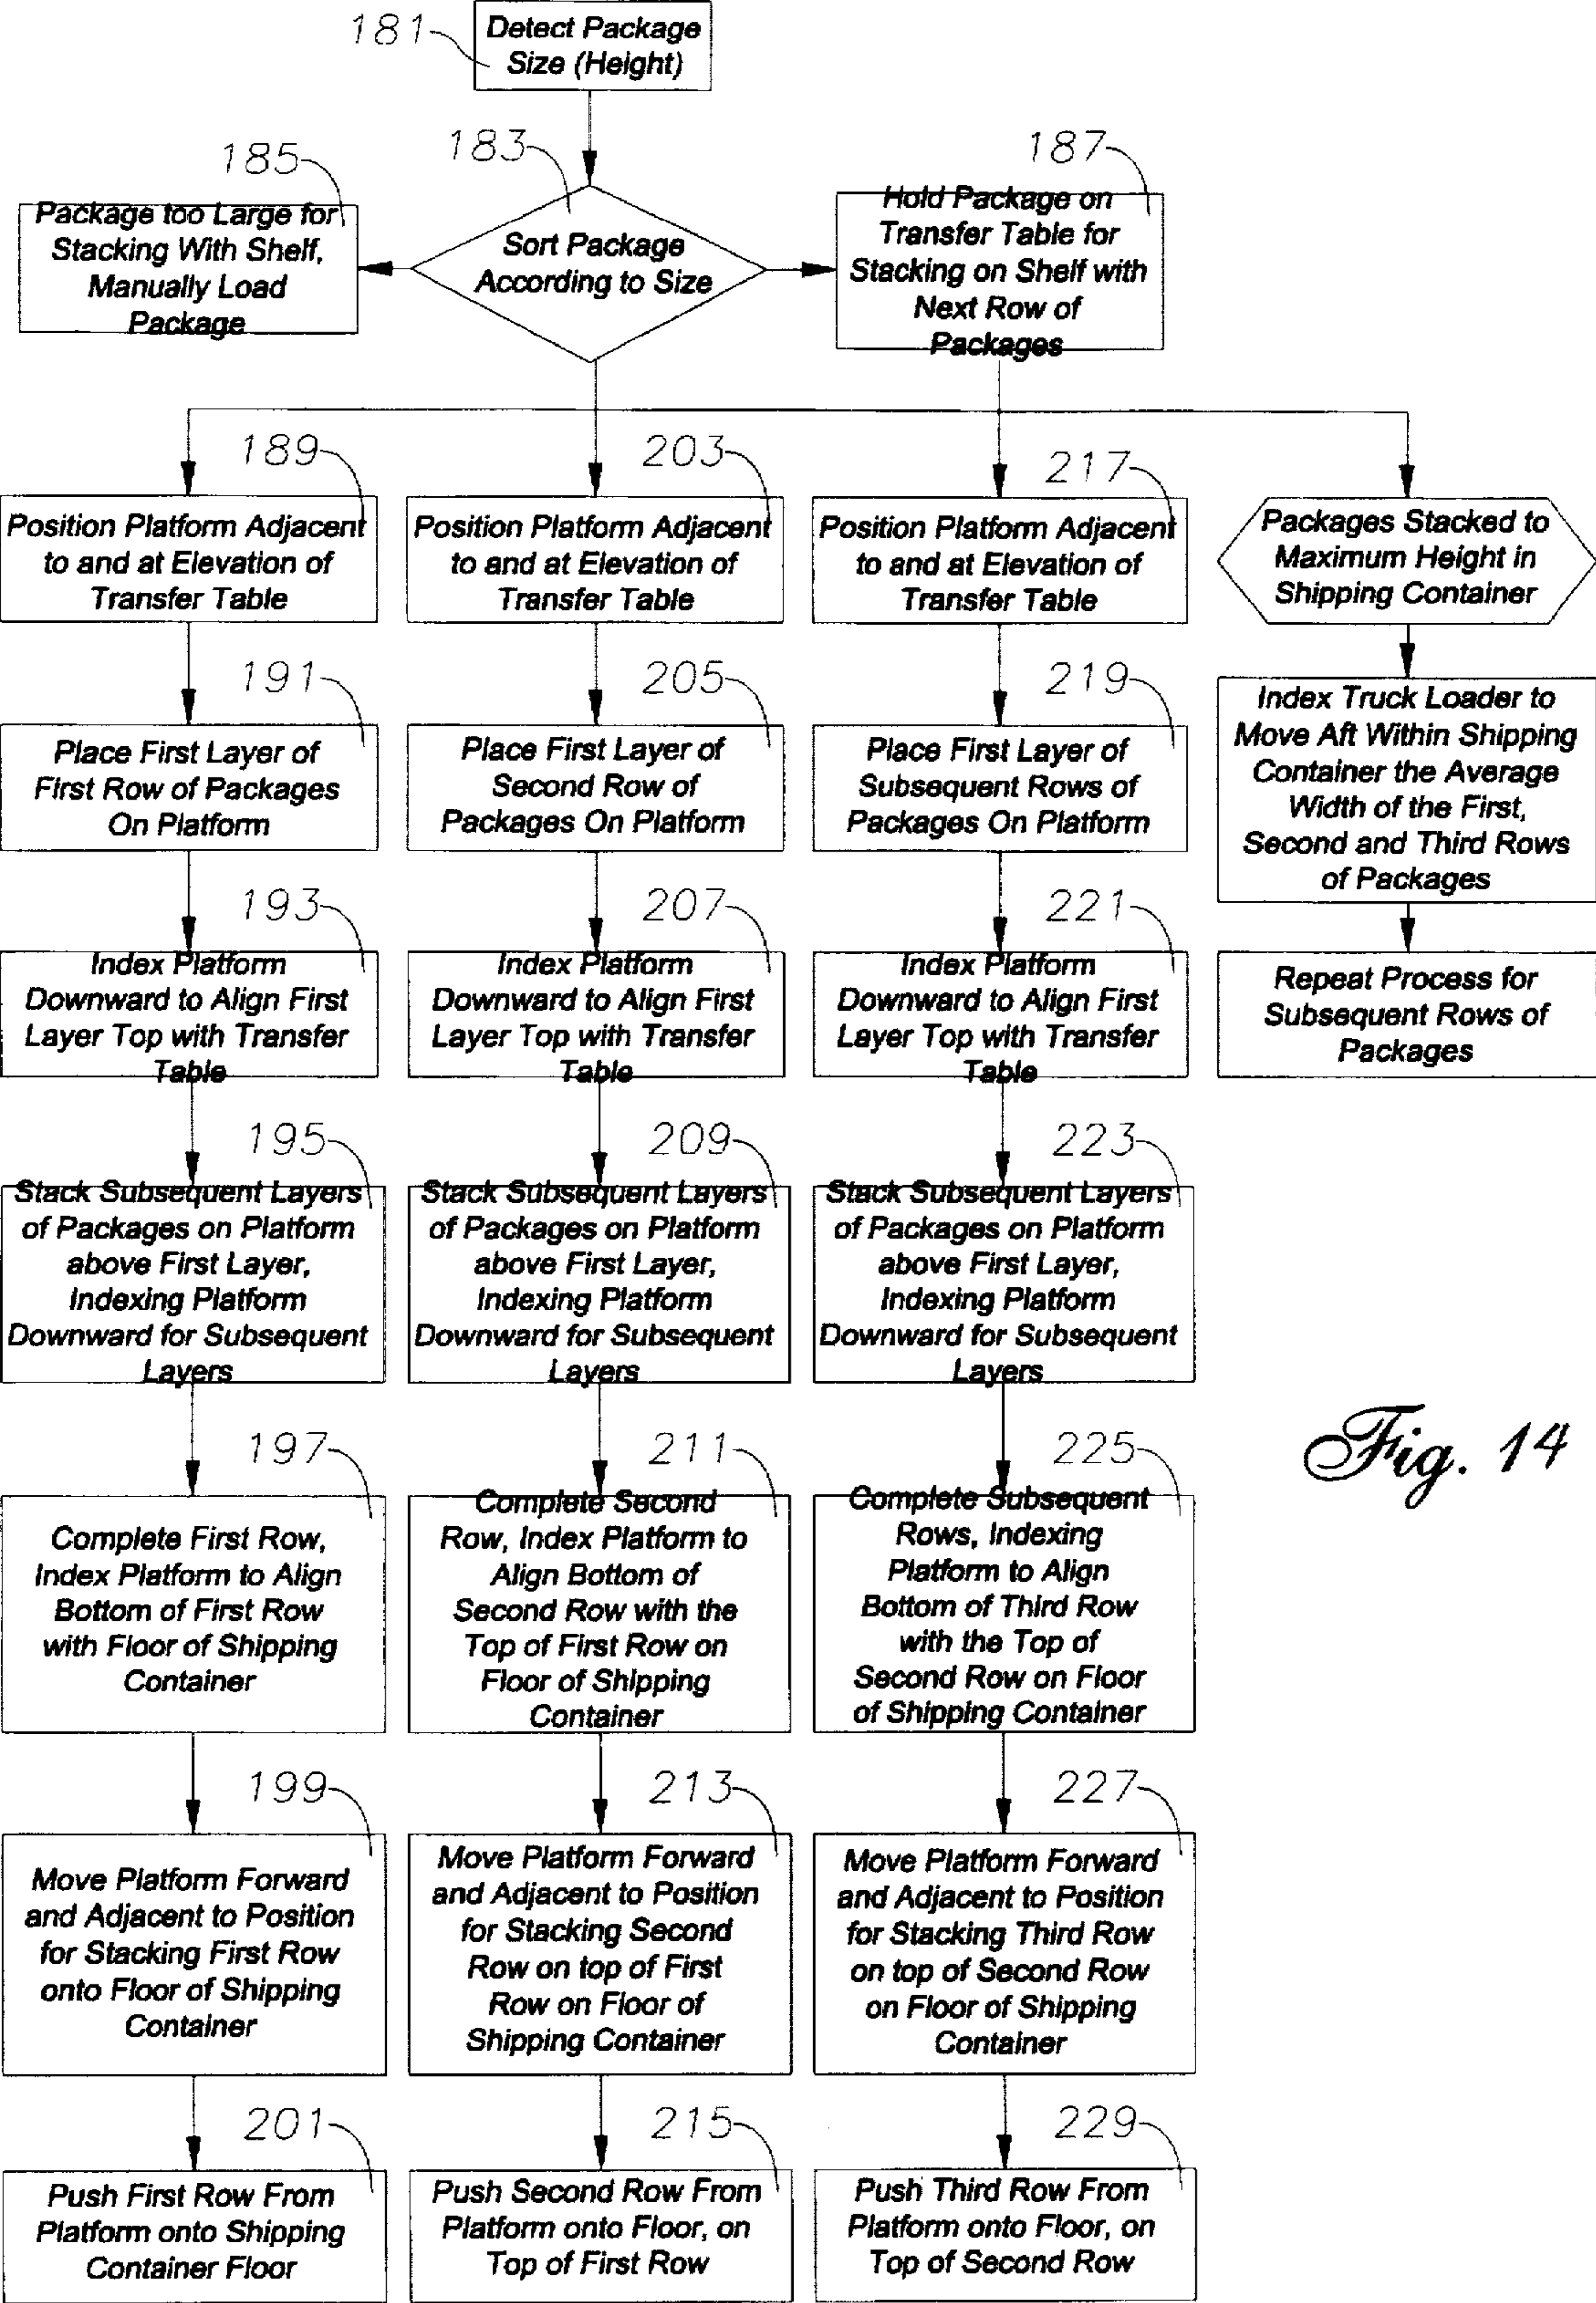 181
Detect Package
Size (Height)
183
185
Package too Large for
Stacking With Shelf,
Manually Load
Package
Sort Package
According to Size
187
Hold Package on
Transfer Table for
Stacking on Shelf with
Next Row of
Packages
189
Position Platform Adjacent
to and at Elevation of
Transfer Table
191
Place First Layer of
First Row of Packages
On Platform
193
Index Platform
Downward to Align First
Layer Top with Transfer
Table
195
Stack Subsequent Layers
of Packages on Platform
above First Layer,
Indexing Platform
Downward for Subsequent
Layers
197
Complete First Row,
Index Platform to Align
Bottom of First Row
with Floor of Shipping
Container
199
Move Platform Forward
and Adjacent to Position
for Stacking First Row
onto Floor of Shipping
Container
201
Push First Row From
Platform onto Shipping
Container Floor
203
Position Platform Adjacent
to and at Elevation of
Transfer Table
205
Place First Layer of
Second Row of
Packages On Platform
207
Index Platform
Downward to Align First
Layer Top with Transfer
Table
209
Stack Subsequent Layers
of Packages on Platform
above First Layer,
Indexing Platform
Downward for Subsequent
Layers
211
Complete Second
Row, Index Platform to
Align Bottom of
Second Row with the
Top of First Row on
Floor of Shipping
Container
213
Move Platform Forward
and Adjacent to Position
for Stacking Second
Row on top of First
Row on Floor of
Shipping Container
215
Push Second Row From
Platform onto Floor, on
Top of First Row
217
Position Platform Adjacent
to and at Elevation of
Transfer Table
219
Place First Layer of
Subsequent Rows of
Packages On Platform
221
Index Platform
Downward to Align First
Layer Top with Transfer
Table
223
Stack Subsequent Layers
of Packages on Platform
above First Layer,
Indexing Platform
Downward for Subsequent
Layers
225
Complete Subsequent
Rows, Indexing
Platform to Align
Bottom of Third Row
with the Top of
Second Row on Floor
of Shipping Container
227
Move Platform Forward
and Adjacent to Position
for Stacking Third Row
on top of Second Row
on Floor of Shipping
Container
229
Push Third Row From
Platform onto Floor, on
Top of Second Row
Packages Stacked to
Maximum Height in
Shipping Container
Index Truck Loader to
Move Aft Within Shipping
Container the Average
Width of the First,
Second and Third Rows
of Packages
Repeat Process for
Subsequent Rows of
Packages
Fig. 14